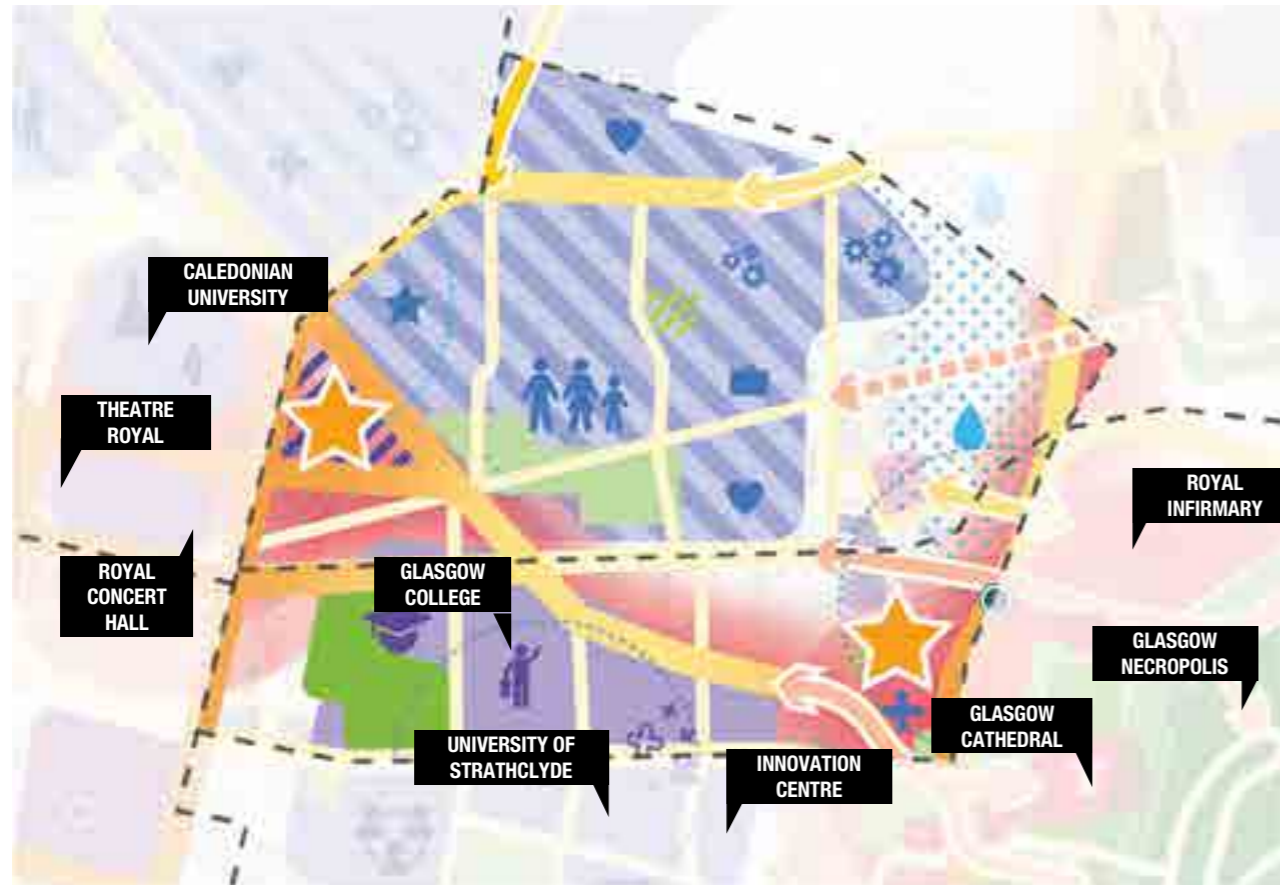 CALEDONIAN
UNIVERSITY
THEATRE
ROYAL
ROYAL
CONCERT
HALL
GLASGOW
COLLEGE
UNIVERSITY OF
STRATHCLYDE
INNOVATION
CENTRE
GLASGOW
CATHEDRAL
GLASGOW
NECROPOLIS
ROYAL
INFIRMARY